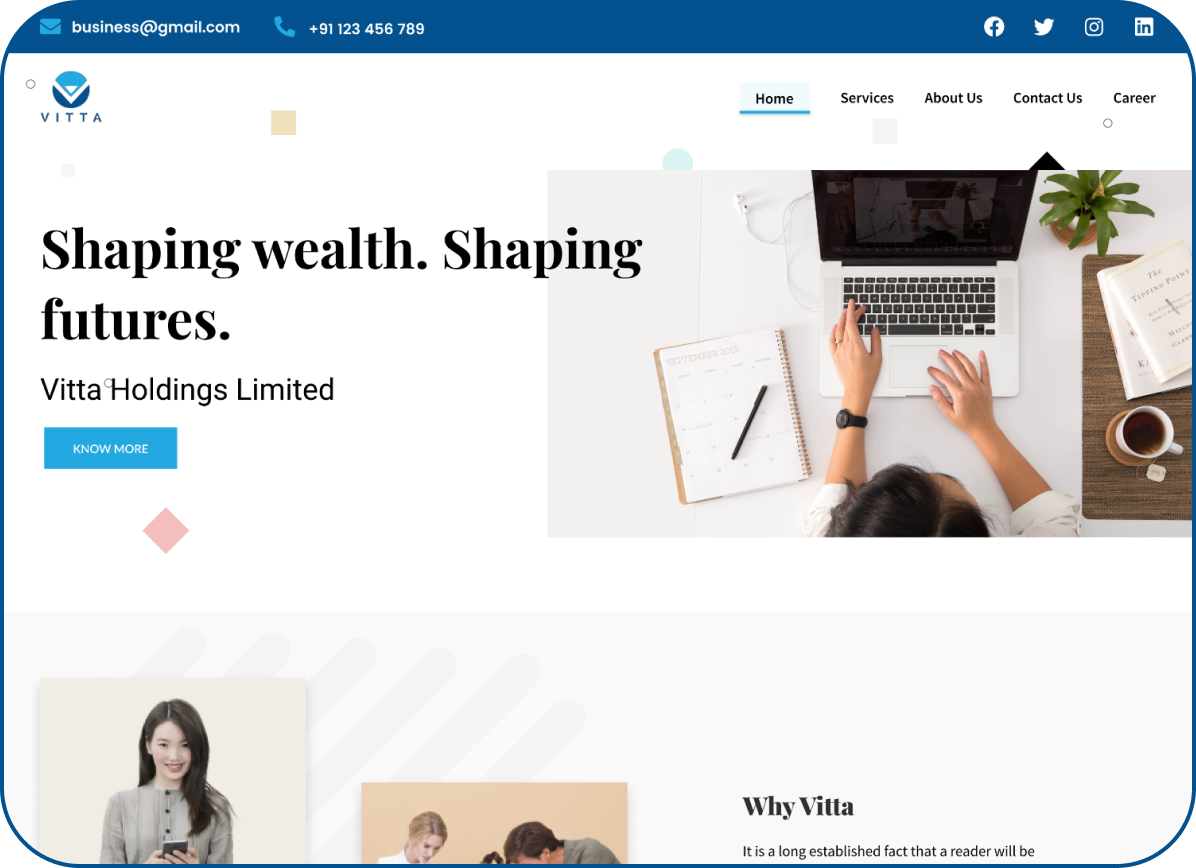 business@gmail.com
+91 123 456 789
VITTA
Home
Services
About Us
Contact Us
Career
Shaping wealth. Shaping
futures.
Vitta Holdings Limited
KNOW MORE
SEPTEMBER 2015
The
TIPPING POINT
Why Vitta
It is a long established fact that a reader will be